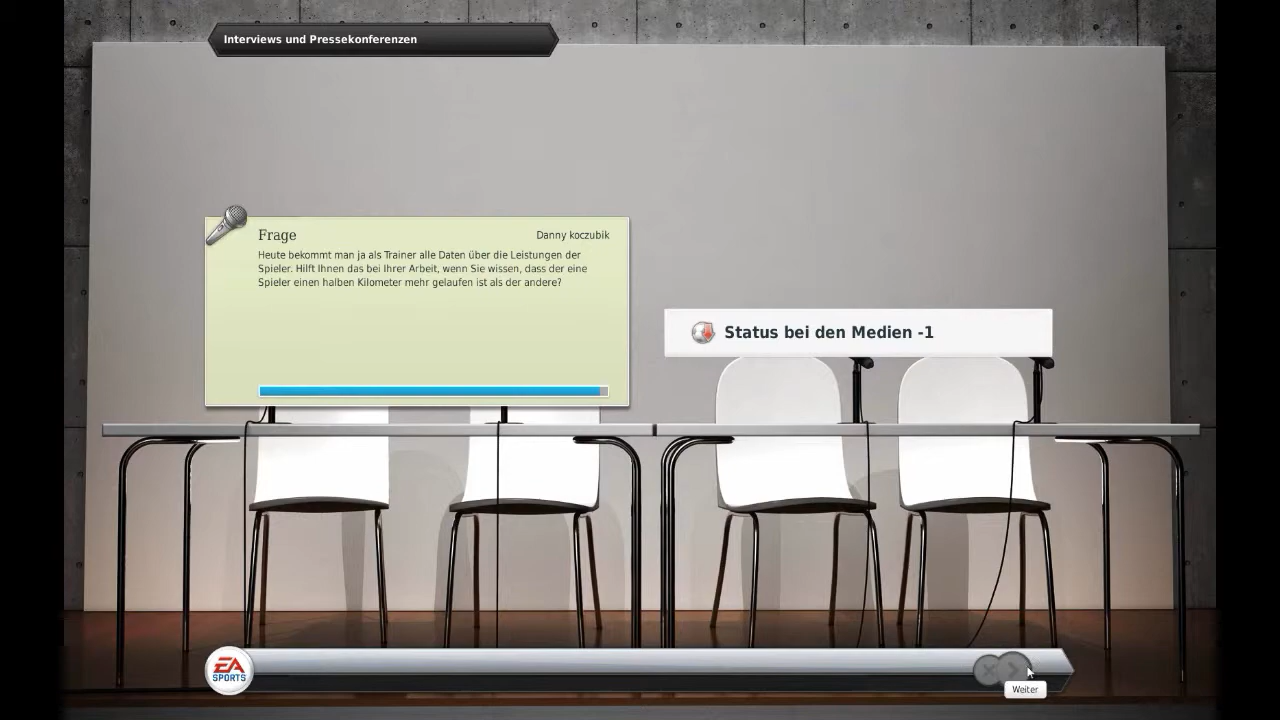 Interviews und Pressekonferenzen
Frage
Danny koczubik
Heute bekommt man ja als Trainer alle Daten über die Leistungen der
Spieler. Hilft Ihnen das bei Ihrer Arbeit, wenn Sie wissen, dass der eine
Spieler einen halben Kilometer mehr gelaufen ist als der andere?
Status bei den Medien -1
EA
SPORTS
Weiter